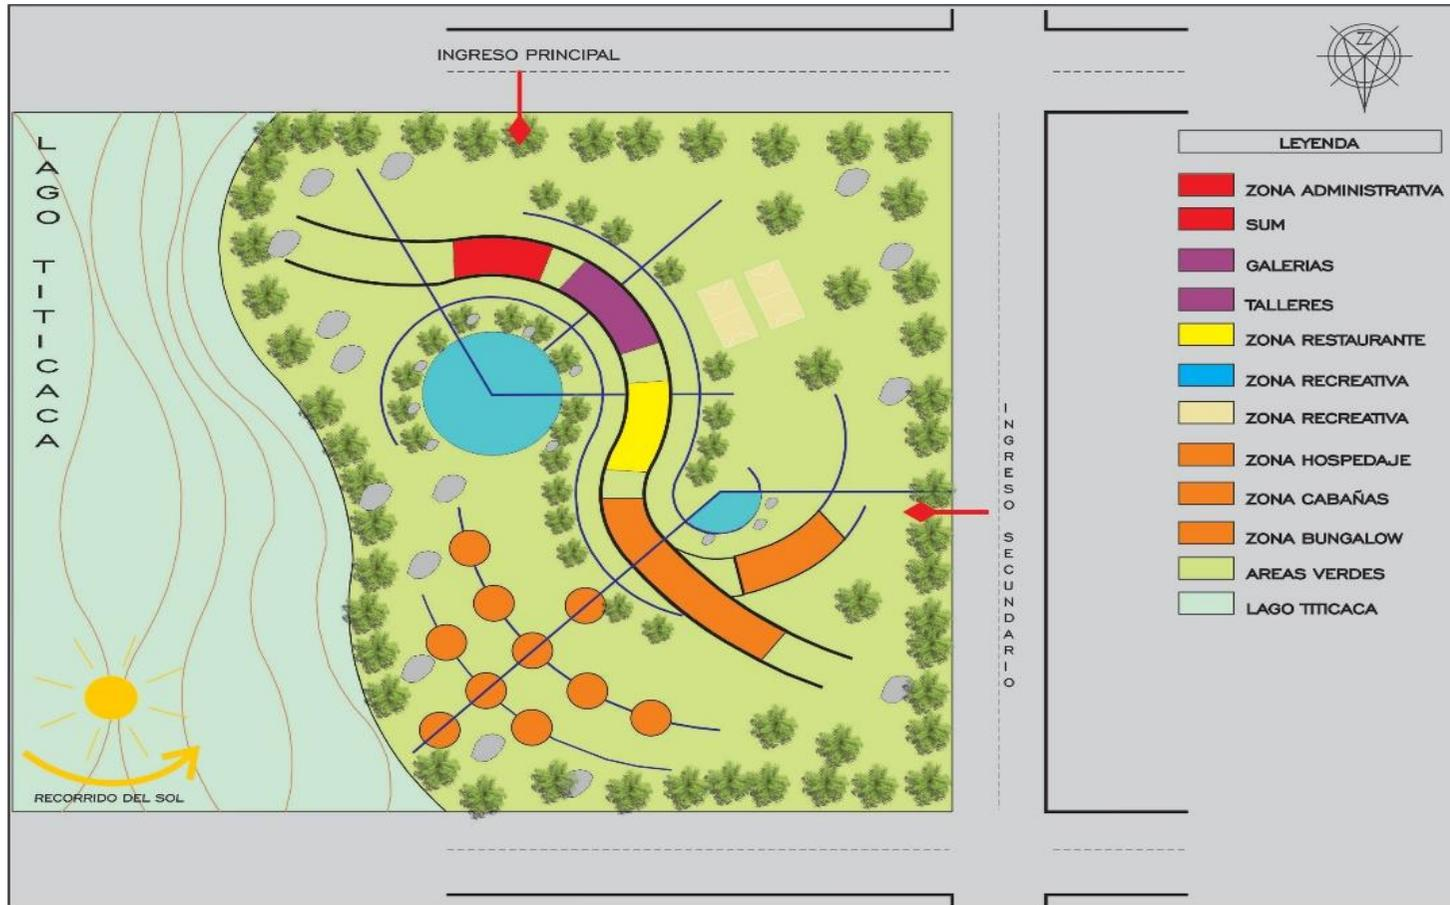 INGRESO PRINCIPAL
LAGO TITICACA
RECORRIDO DEL SOL
INGRESO SECUNDARIO
LEYENDA
ZONA ADMINISTRATIVA
SUM
GALERIAS
TALLERES
ZONA RESTAURANTE
ZONA RECREATIVA
ZONA RECREATIVA
ZONA HOSPEDAJE
ZONA CABAÑAS
ZONA BUNGALOW
AREAS VERDES
LAGO TITICACA